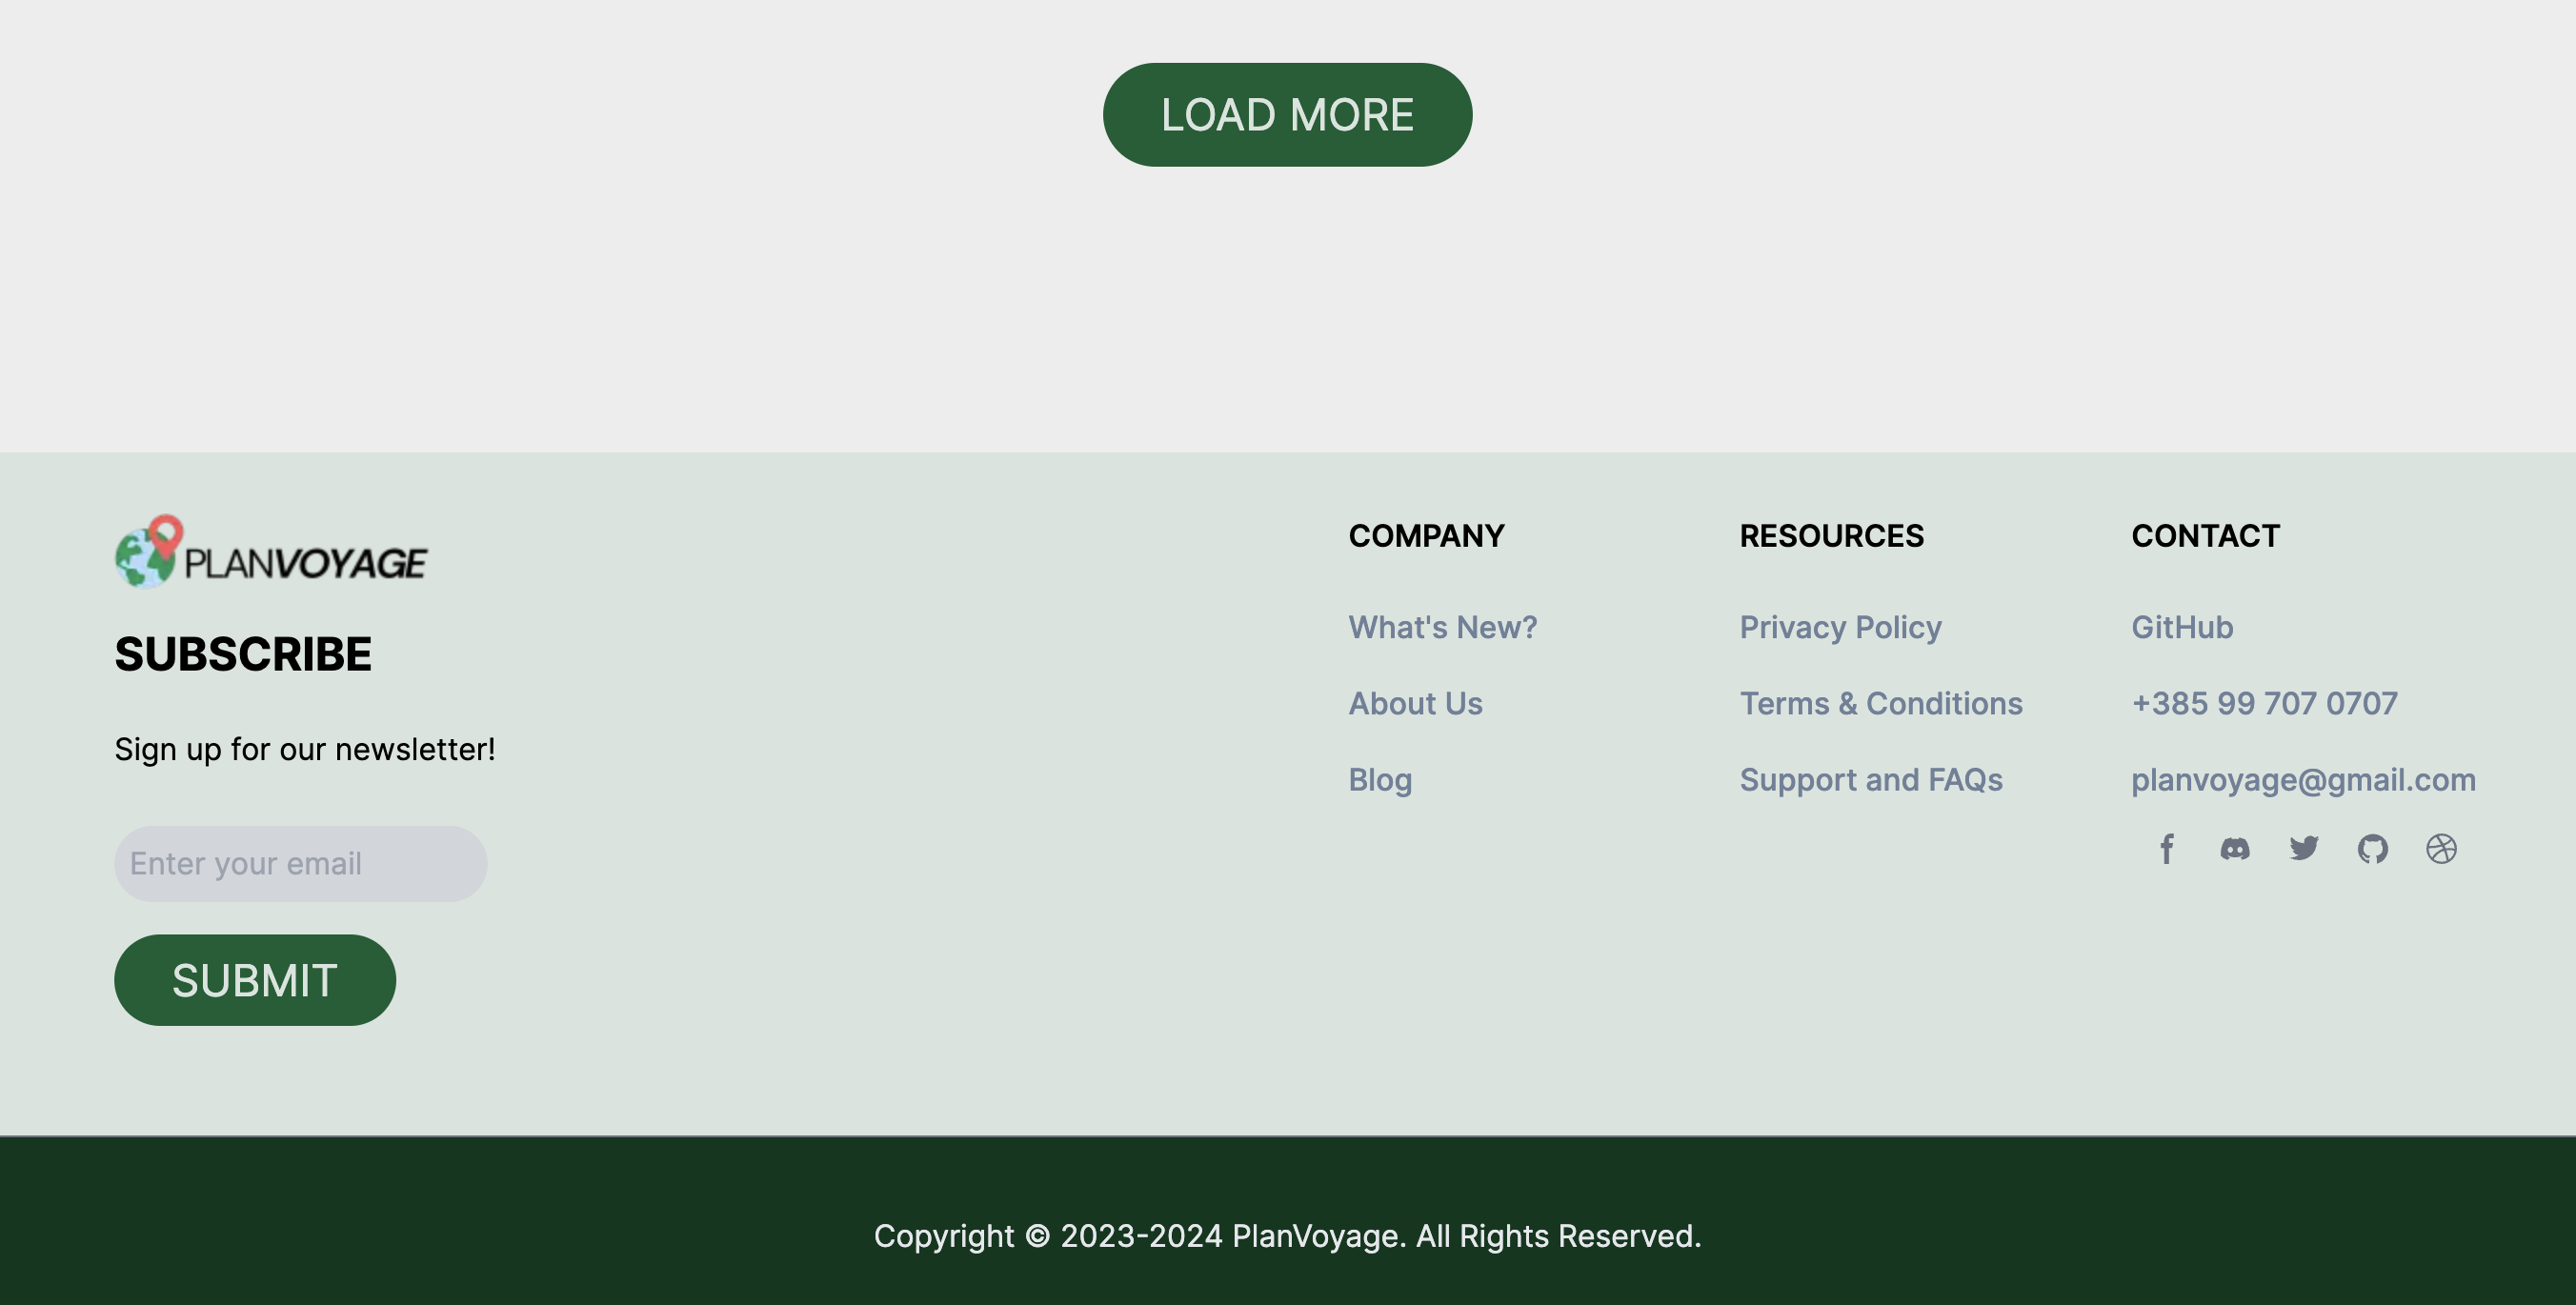 LOAD MORE
PLANVOYAGE
SUBSCRIBE
Sign up for our newsletter!
Enter your email
SUBMIT
COMPANY
What's New?
About Us
Blog
RESOURCES
Privacy Policy
Terms & Conditions
Support and FAQs
CONTACT
GitHub
+385 99 707 0707
planvoyage@gmail.com
Copyright © 2023-2024 PlanVoyage. All Rights Reserved.